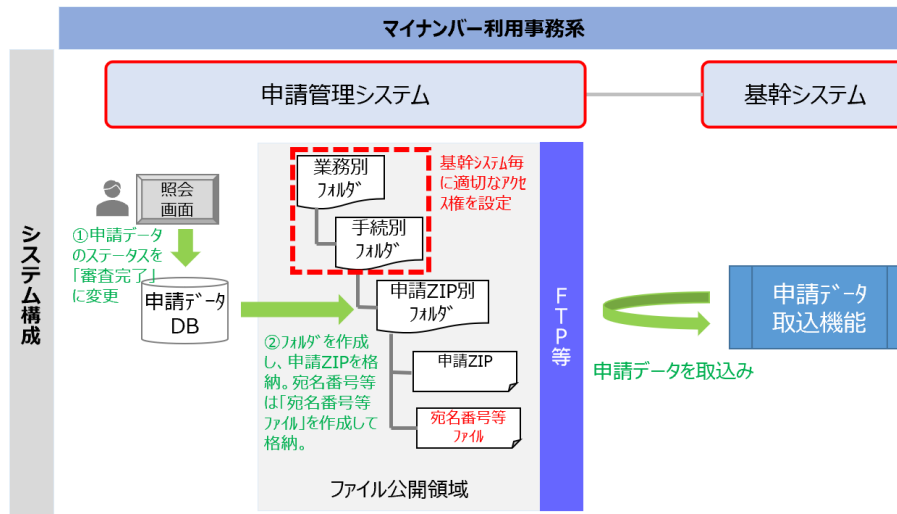 マイナンバー利用事務系
システム構成
申請管理システム
基幹システム
照会
画面
①申請データ
のステータスを
「審査完了」
に変更
申請データ
DB
業務別
フォルダ
手続別
フォルダ
基幹システム毎
に適切なアクセ
ス権を設定
申請ZIP別
フォルダ
②フォルダを作成
し、申請ZIPを格
納。宛名番号等
は「宛名番号等
ファイル」を作成して
格納。
申請ZIP
宛名番号等
ファイル
ファイル公開領域
FTP等
申請データを取込み
申請データ
取込機能